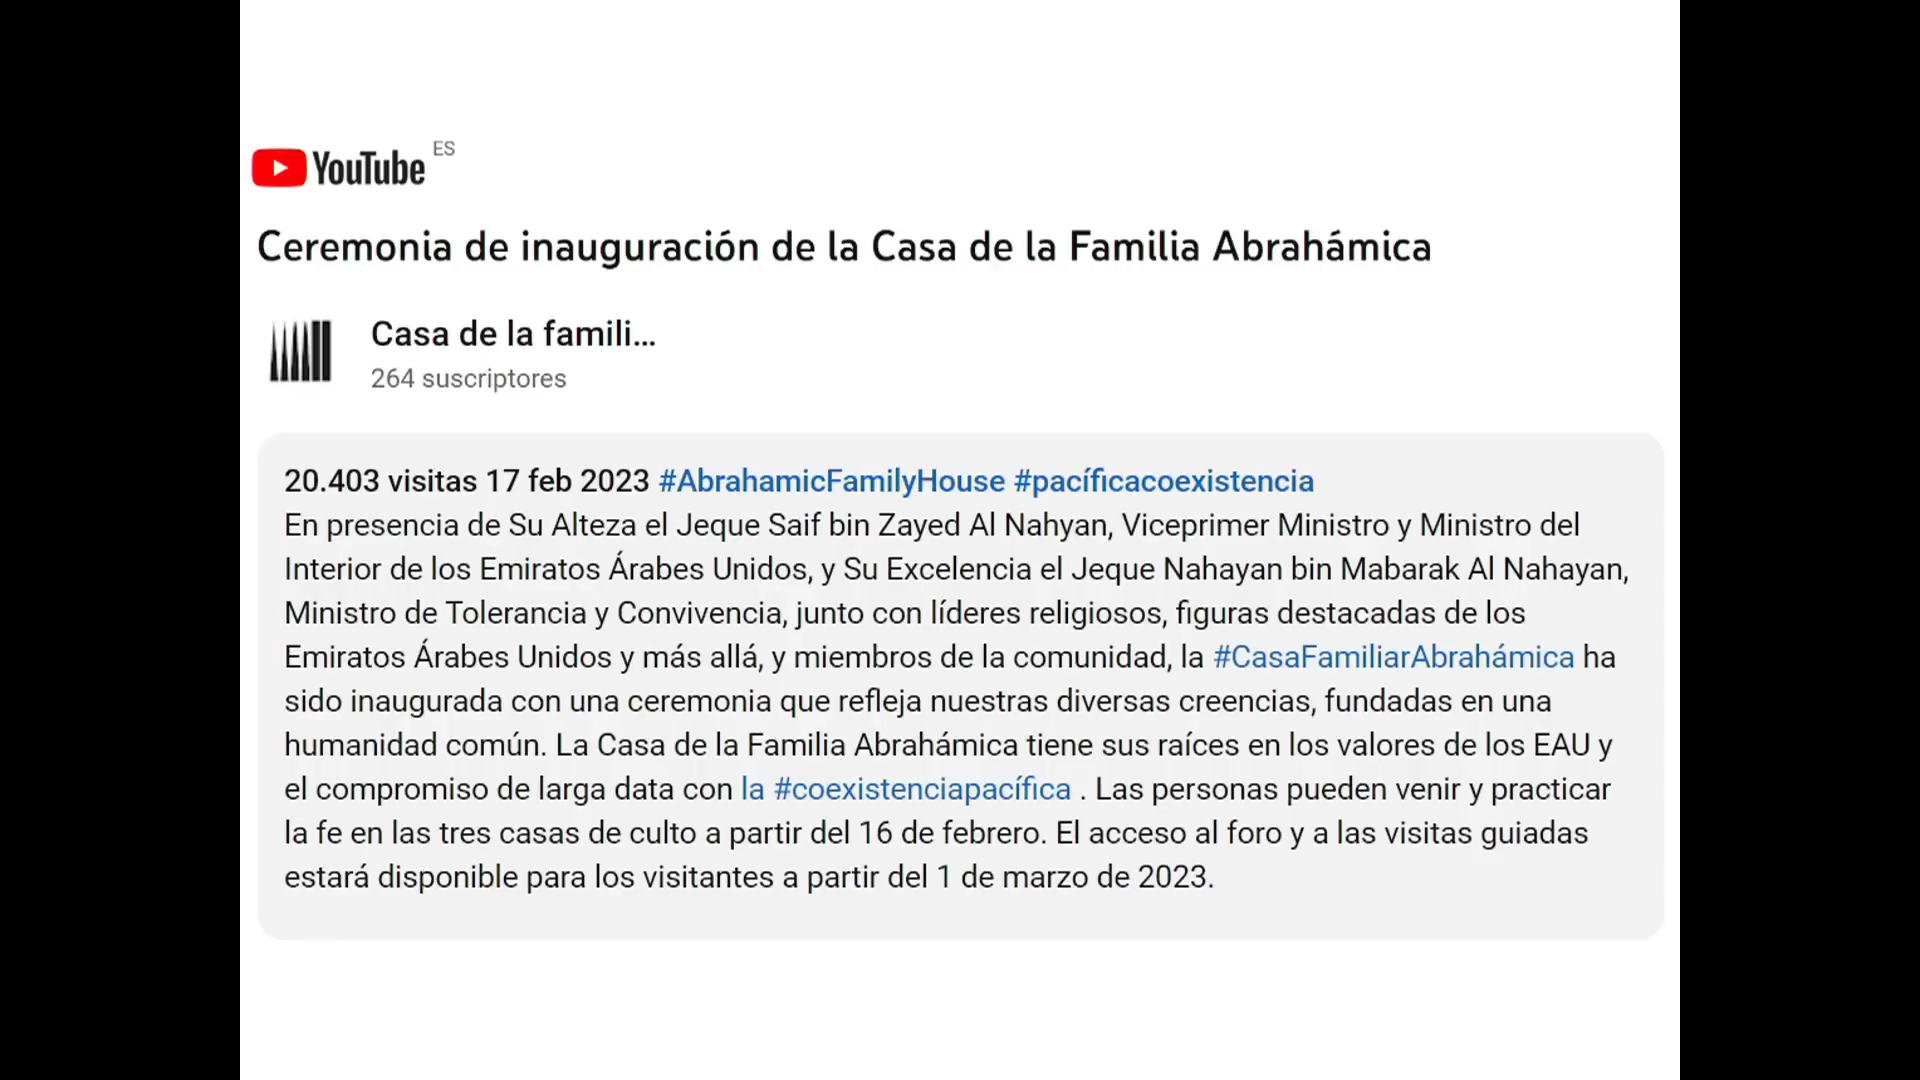 YouTube ES
Ceremonia de inauguración de la Casa de la Familia Abrahámica
Casa de la famili...
264 suscriptores
20.403 visitas 17 feb 2023 #AbrahamicFamilyHouse #pacíficacoexistencia
En presencia de Su Alteza el Jeque Saif bin Zayed Al Nahyan, Viceprimer Ministro y Ministro del
Interior de los Emiratos Árabes Unidos, y Su Excelencia el Jeque Nahayan bin Mabarak Al Nahayan,
Ministro de Tolerancia y Convivencia, junto con líderes religiosos, figuras destacadas de los
Emiratos Árabes Unidos y más allá, y miembros de la comunidad, la #CasaFamiliarAbrahámica ha
sido inaugurada con una ceremonia que refleja nuestras diversas creencias, fundadas en una
humanidad común. La Casa de la Familia Abrahámica tiene sus raíces en los valores de los EAU y
el compromiso de larga data con la #coexistenciapacífica . Las personas pueden venir y practicar
la fe en las tres casas de culto a partir del 16 de febrero. El acceso al foro y a las visitas guiadas
estará disponible para los visitantes a partir del 1 de marzo de 2023.